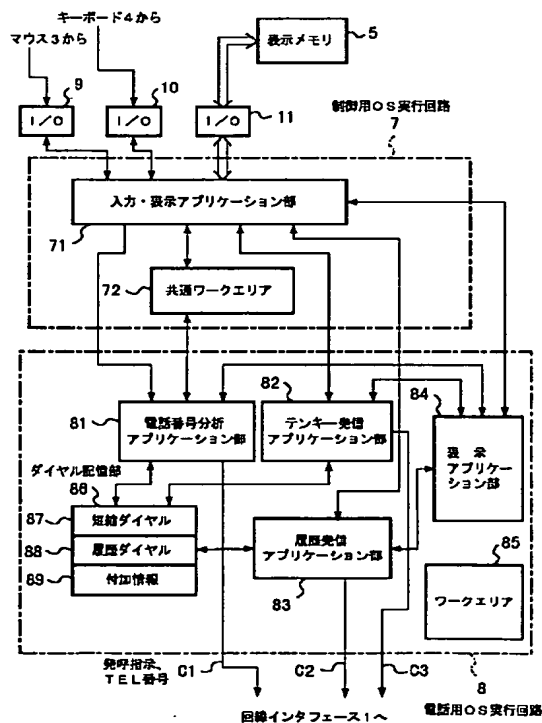 キーボード4から
マウス3から
表示メモリ
5
9
10
11
I/O
I/O
I/O
制御用OS実行回路
7
入力・表示アプリケーション部
71
72
共通ワークエリア
81
電話番号分析
アプリケーション部
82
テンキー発信
アプリケーション部
84
表 示
アプリケー
ション部
ダイヤル記憶部
86
87
短縮ダイヤル
88
履歴ダイヤル
89
付加情報
履歴発信
アプリケーション部
83
85
ワークエリア
発呼指示、
TEL番号
C1
C2
C3
8
回線インタフェース1へ
電話用OS実行回路